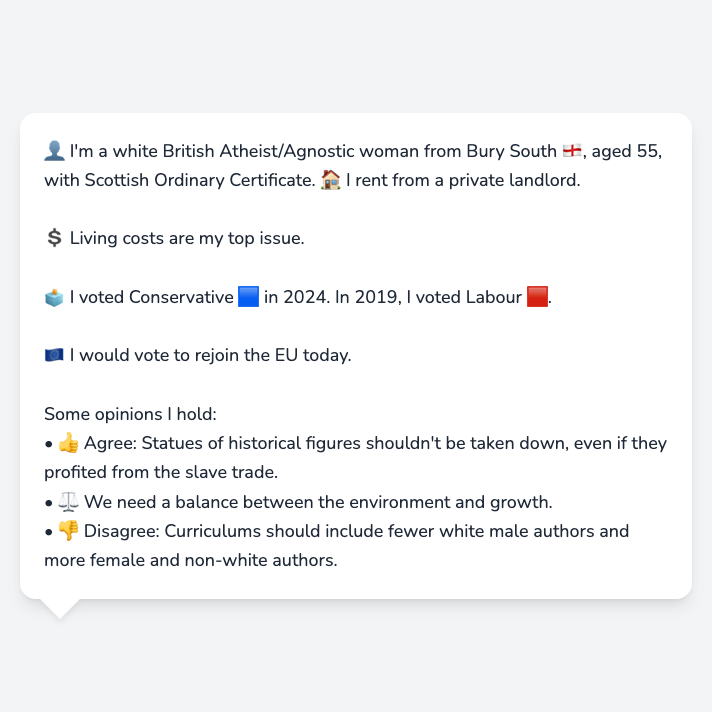 👤 I'm a white British Atheist/Agnostic woman from Bury South 🏴󠁧󠁢󠁥󠁮󠁧󠁿, aged 55,
with Scottish Ordinary Certificate. 🏠 I rent from a private landlord.
💲 Living costs are my top issue.
🗳️ I voted Conservative 🟦 in 2024. In 2019, I voted Labour 🟥.
🇪🇺 I would vote to rejoin the EU today.
Some opinions I hold:
• 👍 Agree: Statues of historical figures shouldn't be taken down, even if they
profited from the slave trade.
• ⚖️ We need a balance between the environment and growth.
• 👎 Disagree: Curriculums should include fewer white male authors and
more female and non-white authors.